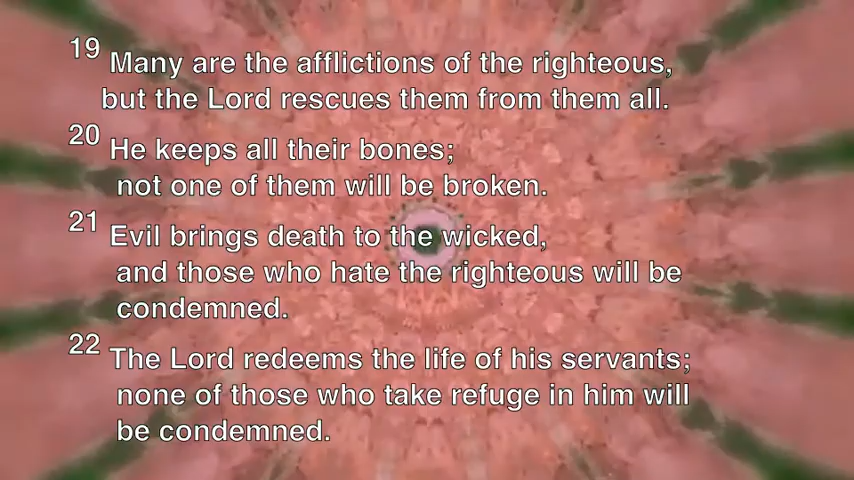 19 Many are the afflictions of the righteous,
but the Lord rescues them from them all.
20 He keeps all their bones;
not one of them will be broken.
21 Evil brings death to the wicked,
and those who hate the righteous will be
condemned.
22 The Lord redeems the life of his servants;
none of those who take refuge in him will
be condemned.